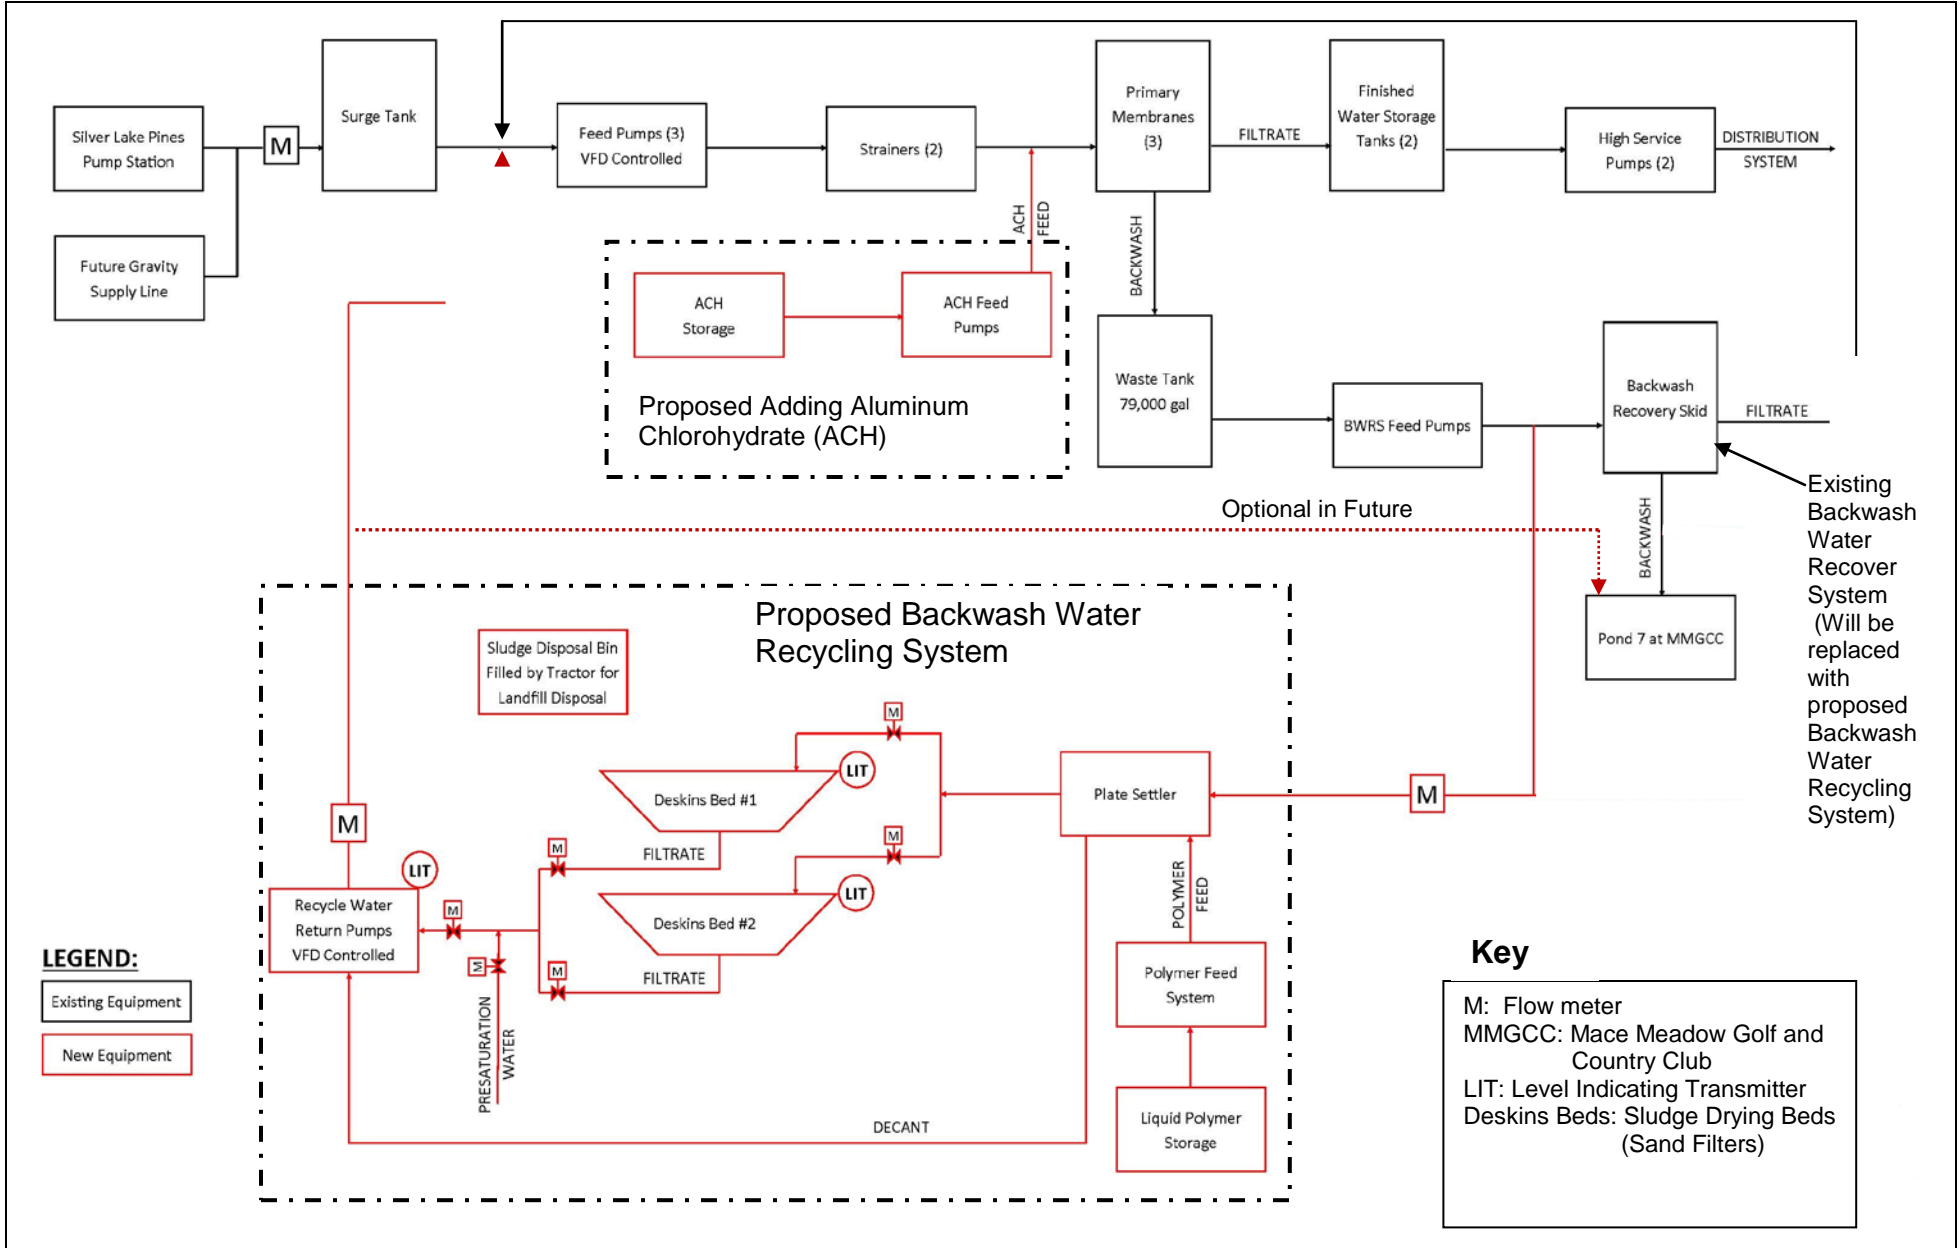 Silver Lake Pines
Pump Station
M
Surge Tank
Feed Pumps (3)
VFD Controlled
Strainers (2)
Primary
Membranes
(3)
FILTRATE
Finished
Water Storage
Tanks (2)
High Service
Pumps (2)
DISTRIBUTION
SYSTEM
Future Gravity
Supply Line
ACH
FEED
BACKWASH
ACH
Storage
ACH Feed
Pumps
Proposed Adding Aluminum
Chlorohydrate (ACH)
Waste Tank
79,000 gal
BWRS Feed Pumps
Backwash
Recovery Skid
FILTRATE
Existing
Backwash
Water
Recover
System
(Will be
replaced
with
proposed
Backwash
Water
Recycling
System)
Optional in Future
BACKWASH
Pond 7 at MMGCC
Proposed Backwash Water
Recycling System
Sludge Disposal Bin
Filled by Tractor for
Landfill Disposal
M
LIT
Deskins Bed #1
Plate Settler
M
M
M
FILTRATE
M
LIT
Deskins Bed #2
LIT
Recycle Water
Return Pumps
VFD Controlled
M
M
M
FILTRATE
PRESATURATION
WATER
POLYMER
FEED
Polymer Feed
System
Liquid Polymer
Storage
DECANT
LEGEND:
Existing Equipment
New Equipment
Key
M: Flow meter
MMGCC: Mace Meadow Golf and
Country Club
LIT: Level Indicating Transmitter
Deskins Beds: Sludge Drying Beds
(Sand Filters)